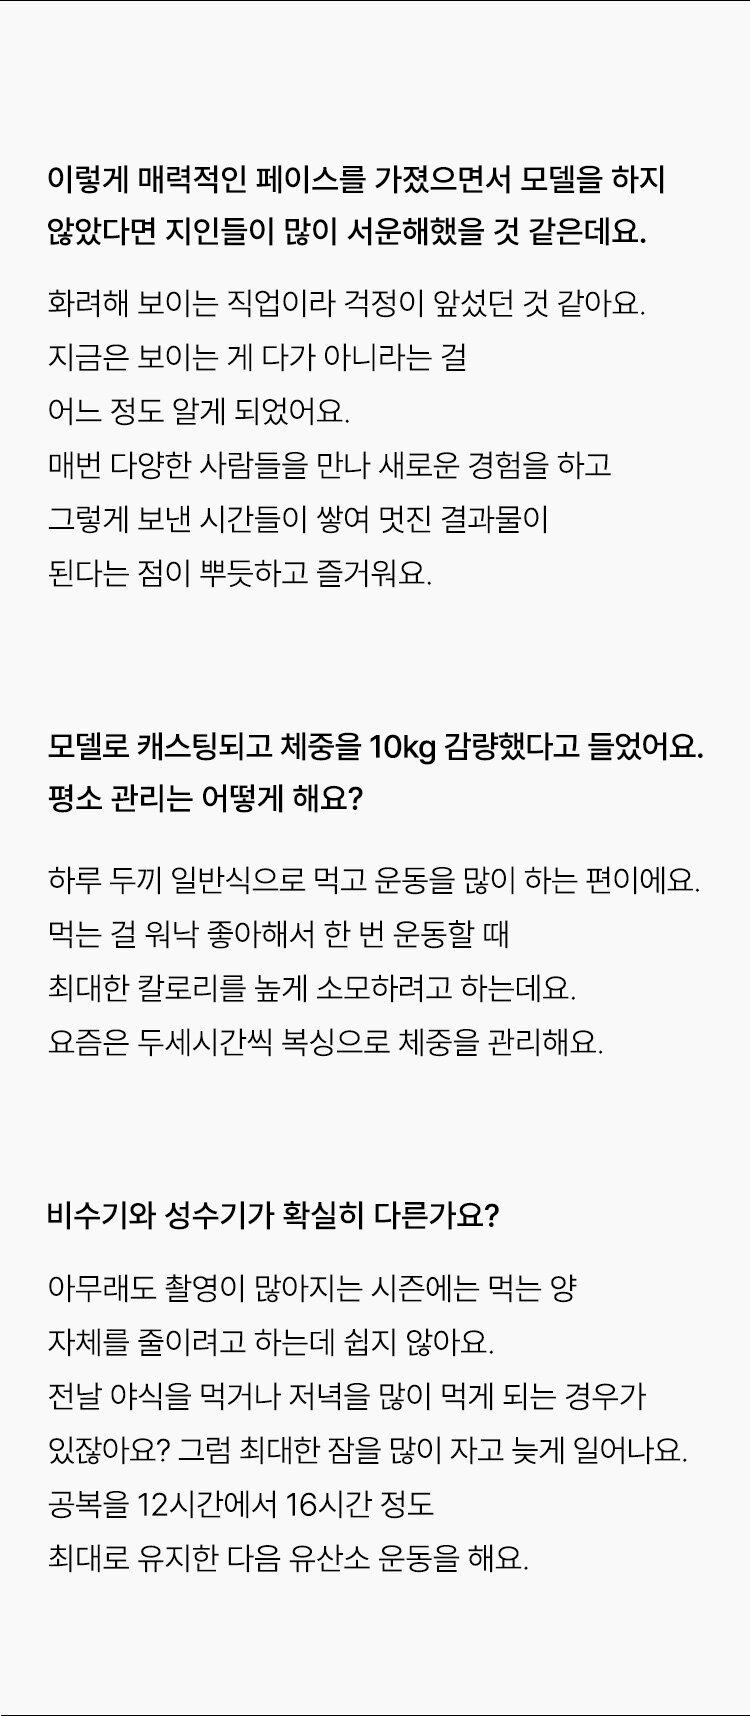 이렇게 매력적인 페이스를 가졌으면서 모델을 하지
않았다면 지인들이 많이 서운해했을 것 같은데요.
화려해 보이는 직업이라 걱정이 앞섰던 것 같아요.
지금은 보이는 게 다가 아니라는 걸
어느 정도 알게 되었어요.
매번 다양한 사람들을 만나 새로운 경험을 하고
그렇게 보낸 시간들이 쌓여 멋진 결과물이
된다는 점이 뿌듯하고 즐거워요.
모델로 캐스팅되고 체중을 10kg 감량했다고 들었어요.
평소 관리는 어떻게 해요?
하루 두끼 일반식으로 먹고 운동을 많이 하는 편이에요.
먹는 걸 워낙 좋아해서 한 번 운동할 때
최대한 칼로리를 높게 소모하려고 하는데요.
요즘은 두세시간씩 복싱으로 체중을 관리해요.
비수기와 성수기가 확실히 다른가요?
아무래도 촬영이 많아지는 시즌에는 먹는 양
자체를 줄이려고 하는데 쉽지 않아요.
전날 야식을 먹거나 저녁을 많이 먹게 되는 경우가
있잖아요? 그럼 최대한 잠을 많이 자고 늦게 일어나요.
공복을 12시간에서 16시간 정도
최대로 유지한 다음 유산소 운동을 해요.